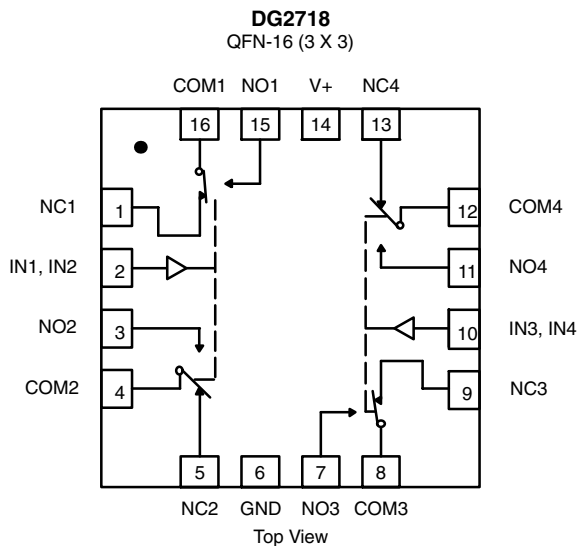 DG2718
QFN-16 (3 X 3)
COM1 NO1 V+ NC4
16 15 14 13
NC1 1 12 COM4
IN1, IN2 2 11 NO4
NO2 3 10 IN3, IN4
COM2 4 9 NC3
5 6 7 8
NC2 GND NO3 COM3
Top View